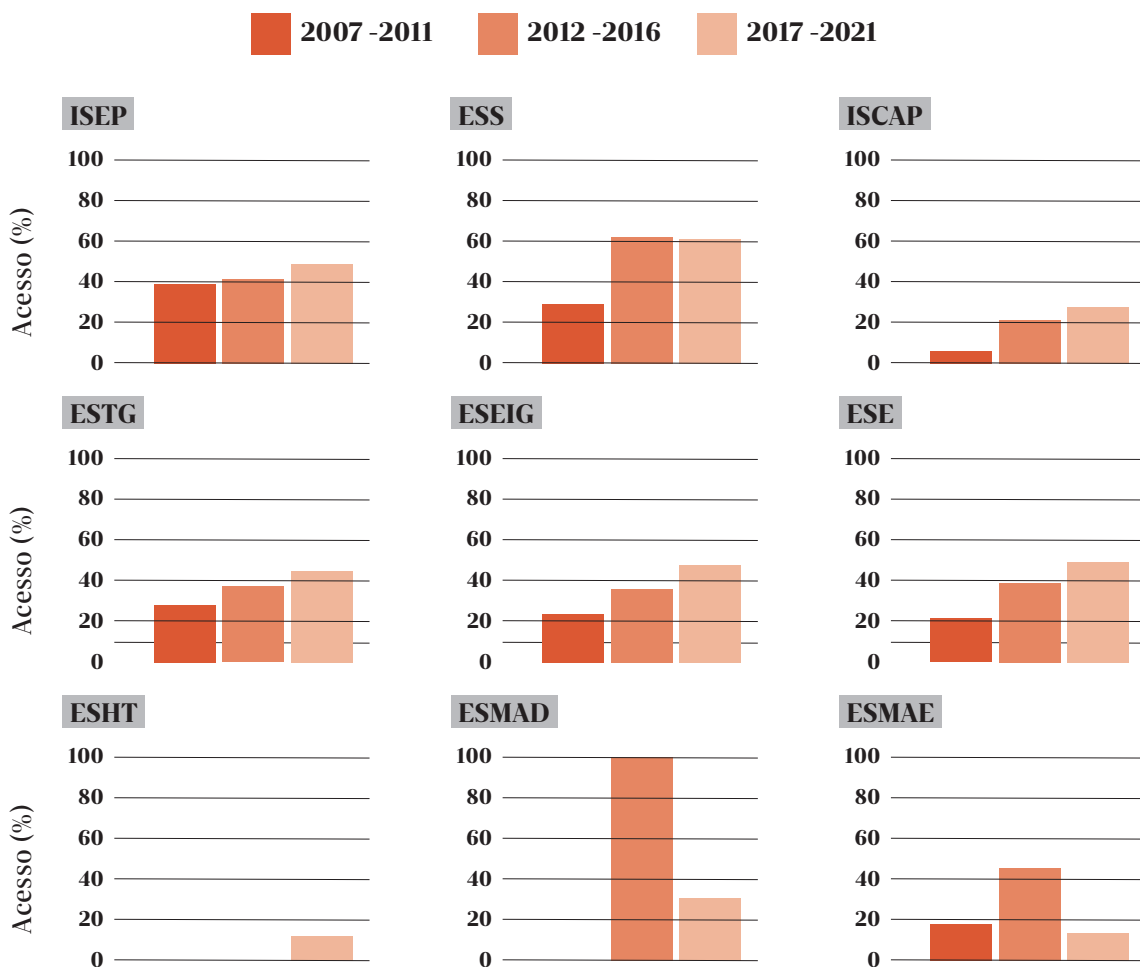 2007 -2011 2012 -2016 2017 -2021
ISEP ESS ISCAP
Acesso (%)
100 100 100
80 80 80
60 60 60
40 40 40
20 20 20
0 0 0
ESTG ESEIG ESE
Acesso (%)
100 100 100
80 80 80
60 60 60
40 40 40
20 20 20
0 0 0
ESHT ESMAD ESMAE
Acesso (%)
100 100 100
80 80 80
60 60 60
40 40 40
20 20 20
0 0 0